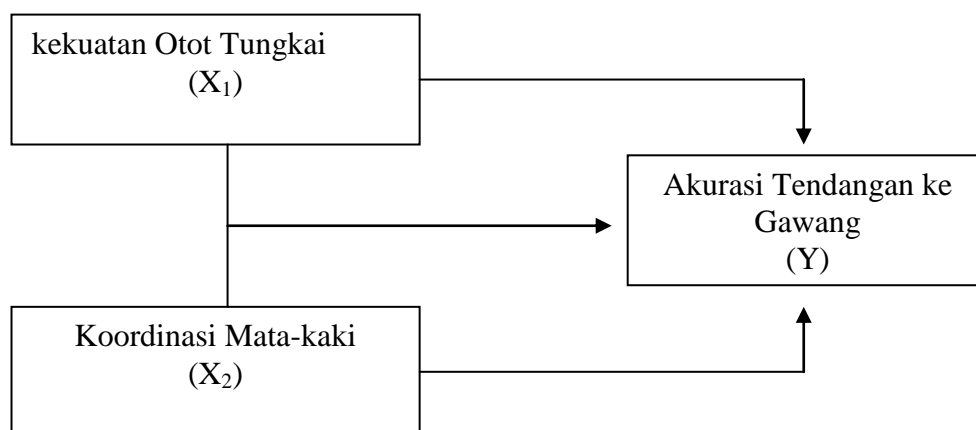 kekuatan Otot Tungkai
(X₁)
Akurasi Tendangan ke
Gawang
(Y)
Koordinasi Mata-kaki
(X₂)